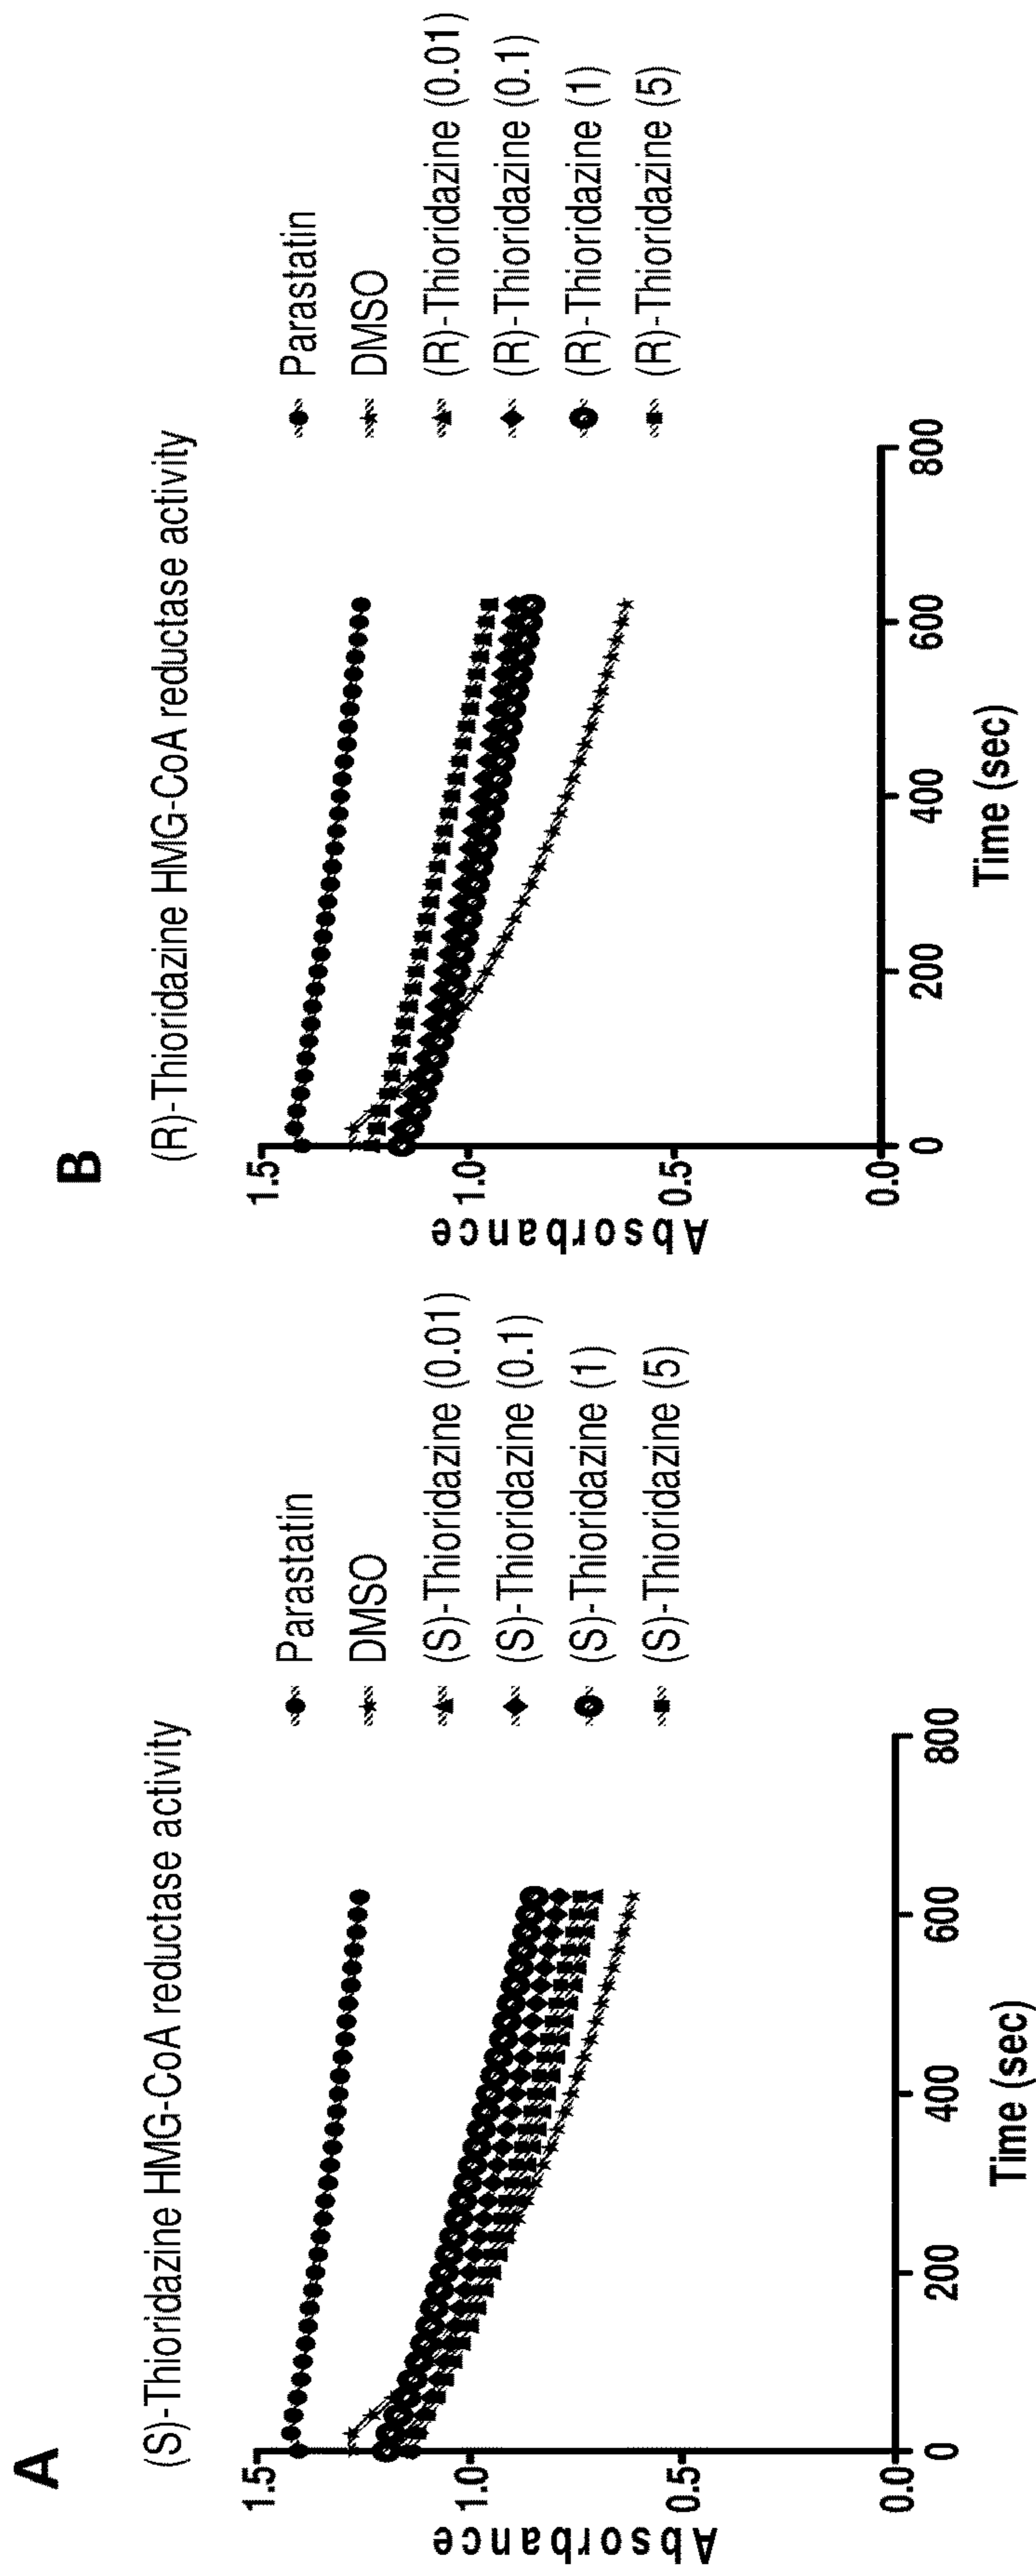 A
(S)-Thioridazine HMG-CoA reductase activity
1.5
1.0
0.5
0.0
Absorbance
0
200
400
600
800
Time (sec)
Parastatin
DMSO
(S)-Thioridazine (0.01)
(S)-Thioridazine (0.1)
(S)-Thioridazine (1)
(S)-Thioridazine (5)
B
(R)-Thioridazine HMG-CoA reductase activity
1.5
1.0
0.5
0.0
Absorbance
0
200
400
600
800
Time (sec)
Parastatin
DMSO
(R)-Thioridazine (0.01)
(R)-Thioridazine (0.1)
(R)-Thioridazine (1)
(R)-Thioridazine (5)